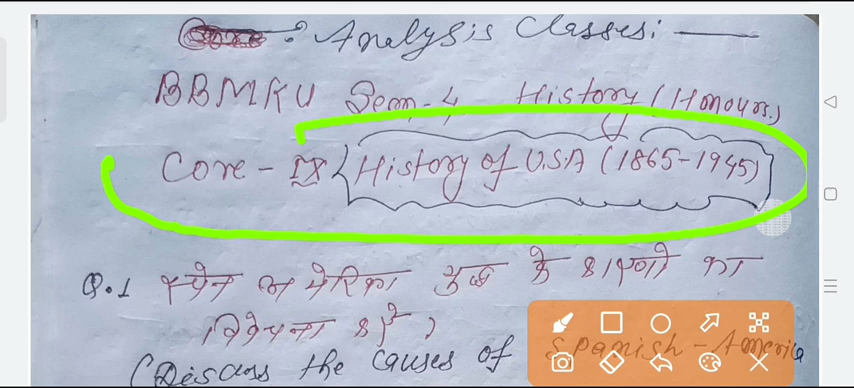 Analysis Classes:
BBMKU Sem-4 History (Honours.)
Core - IX { History of U.S.A (1865-1945)
Q.1 स्पेन अमेरिका युद्ध के कारणों का
विवेचना करें?
(Discuss the causes of Spanish-America